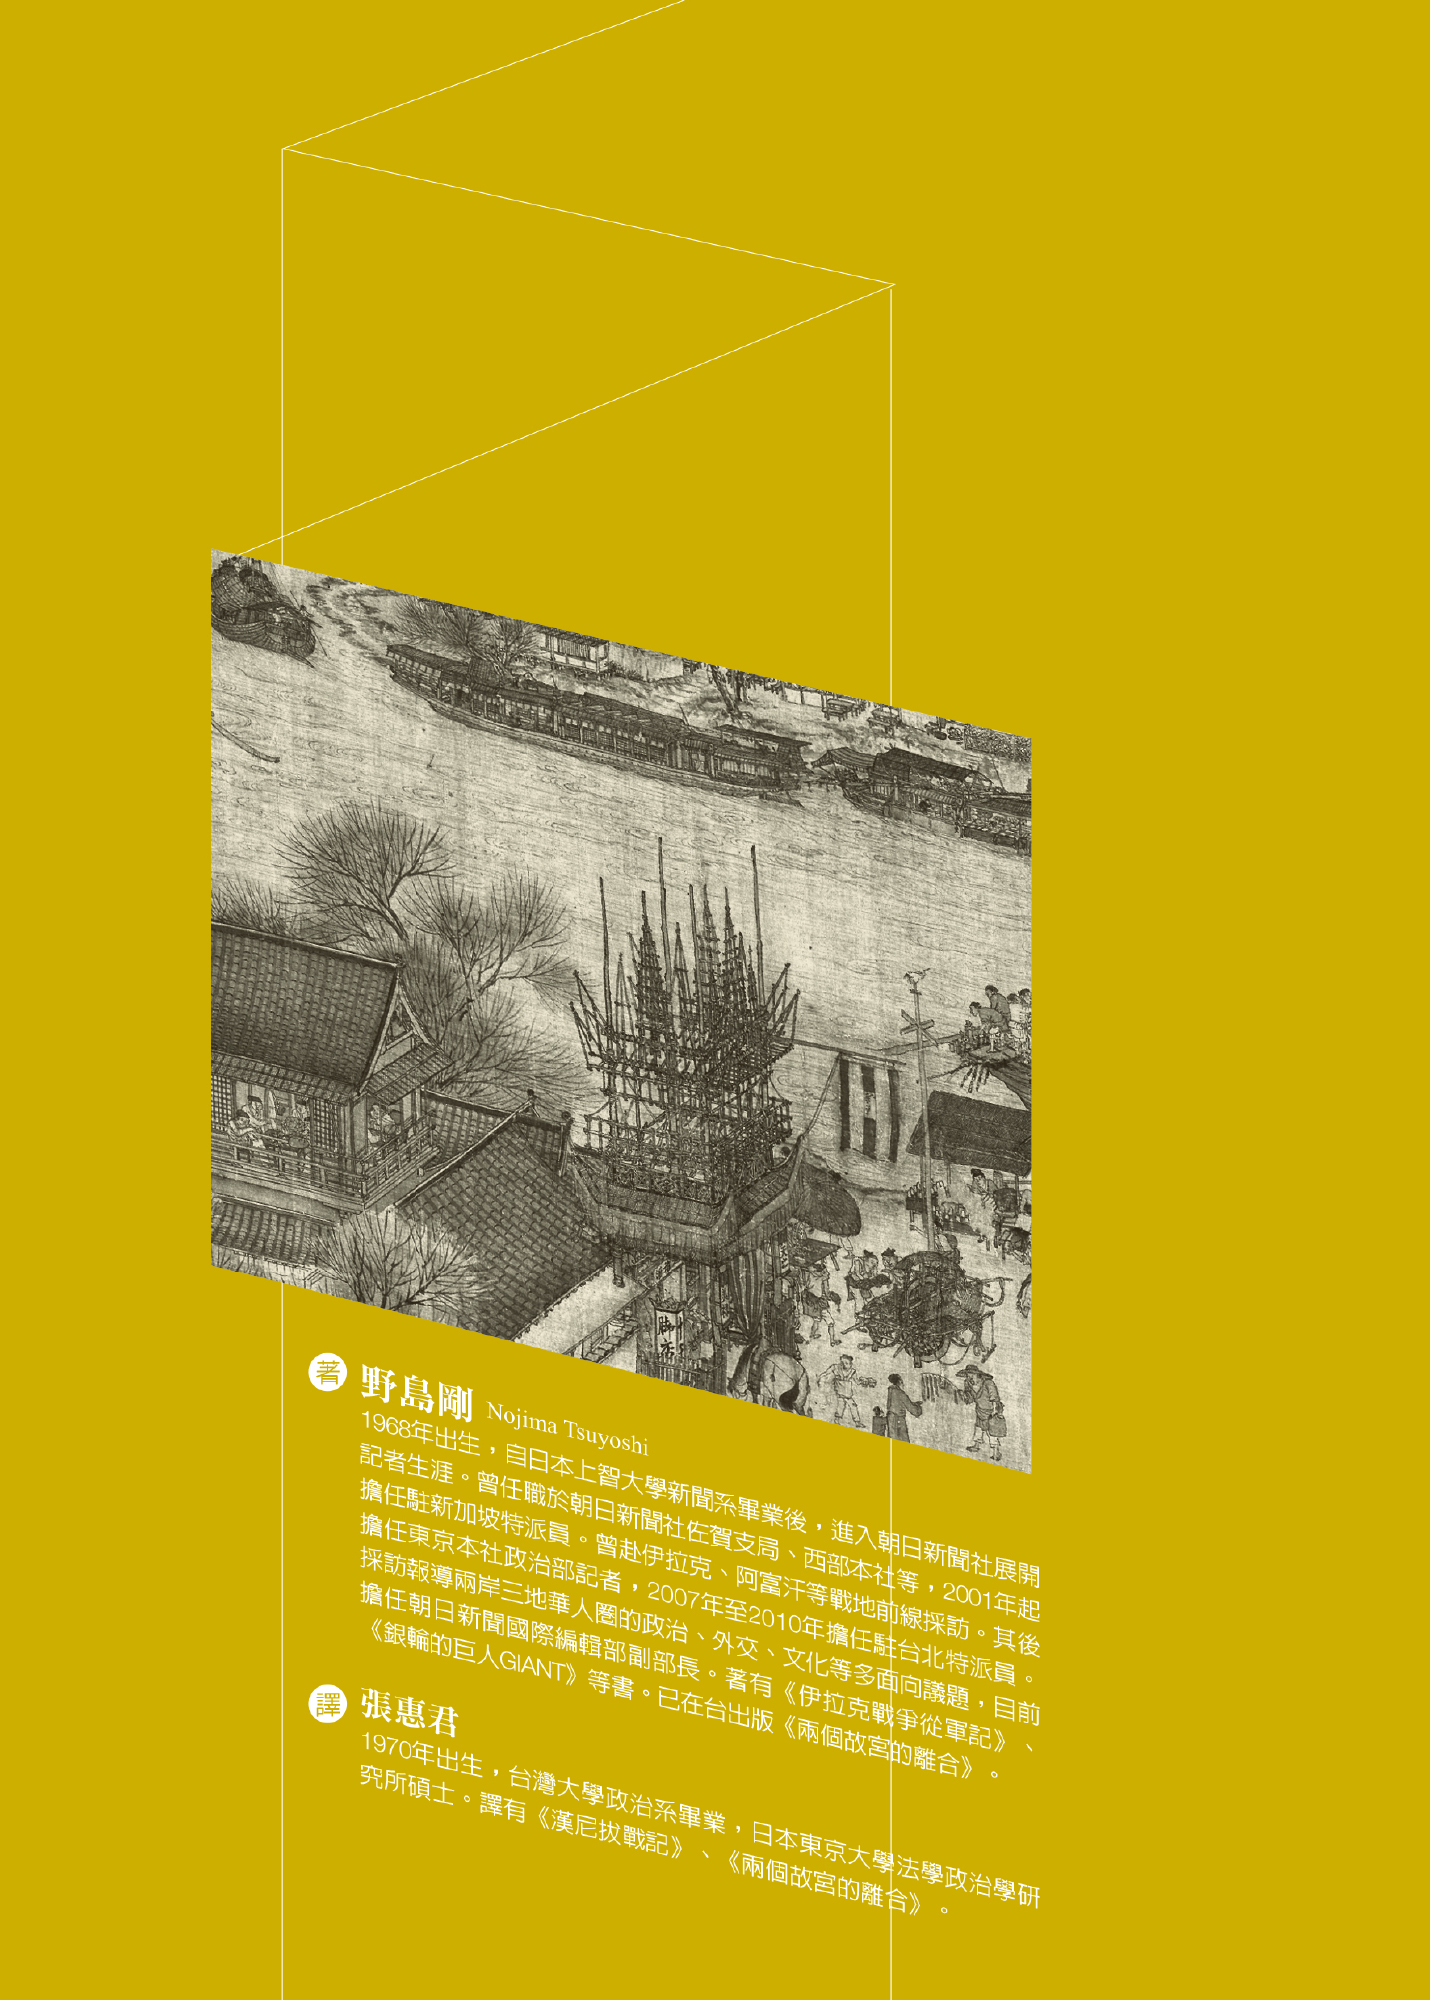 脚店
著 野島剛 Nojima Tsuyoshi
1968年出生，自日本上智大學新聞系畢業後，進入朝日新聞社展開
記者生涯。曾任職於朝日新聞社佐賀支局、西部本社等，2001年起
擔任駐新加坡特派員。曾赴伊拉克、阿富汗等戰地前線採訪。其後
擔任東京本社政治部記者，2007年至2010年擔任駐台北特派員。
採訪報導兩岸三地華人圈的政治、外交、文化等多面向議題，目前
擔任朝日新聞國際編輯部副部長。著有《伊拉克戰爭從軍記》、
《銀輪的巨人GIANT》等書。已在台出版《兩個故宮的離合》。
譯 張惠君
1970年出生，台灣大學政治系畢業，日本東京大學法學政治學研
究所碩士。譯有《漢尼拔戰記》、《兩個故宮的離合》。